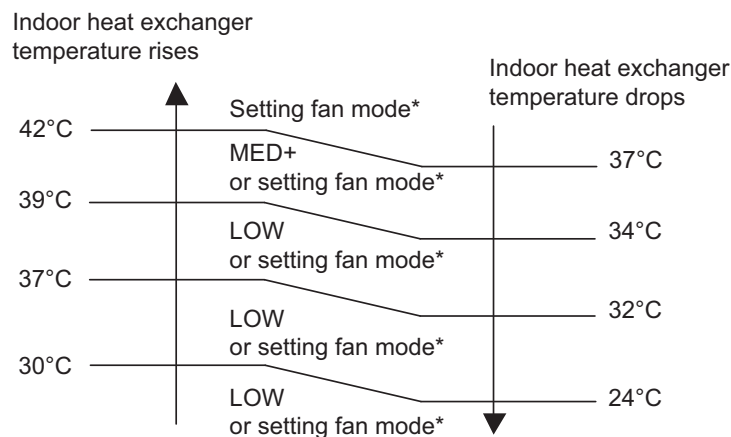 Indoor heat exchanger
temperature rises
Indoor heat exchanger
temperature drops
Setting fan mode*
42°C
MED+
or setting fan mode*
37°C
39°C
LOW
or setting fan mode*
34°C
37°C
LOW
or setting fan mode*
32°C
30°C
LOW
or setting fan mode*
24°C